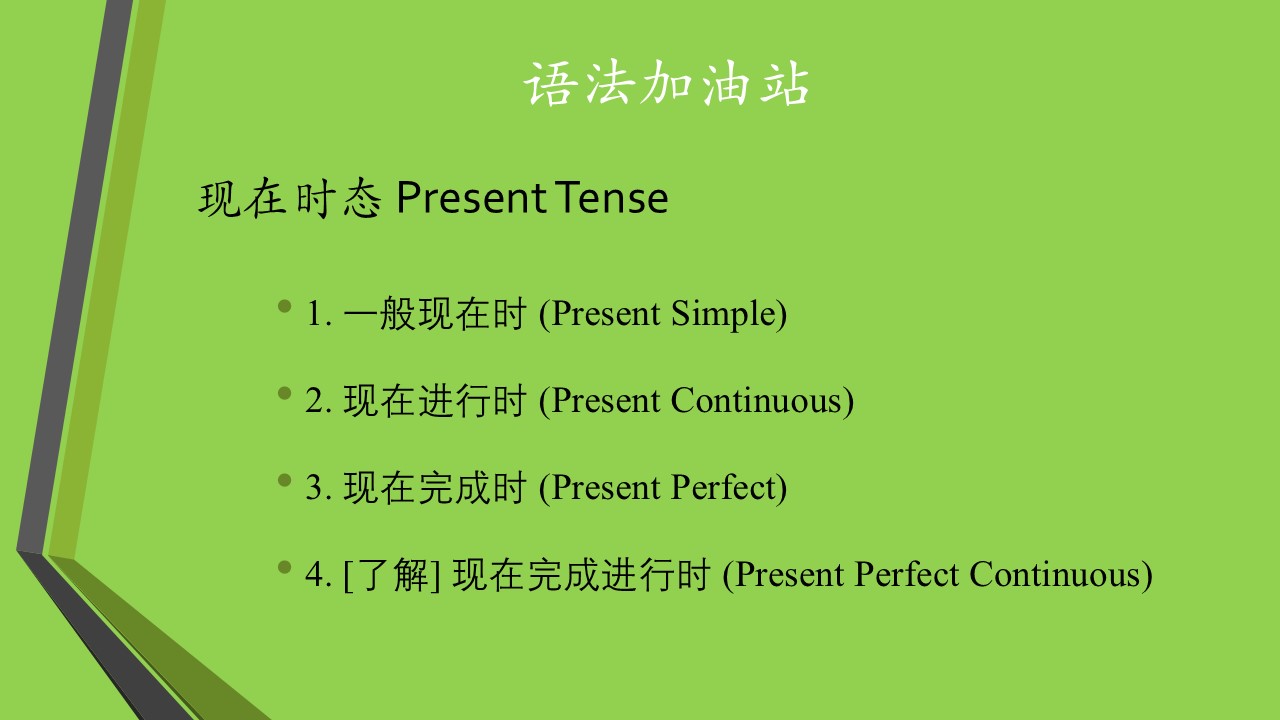 语法加油站
现在时态 Present Tense
• 1. 一般现在时 (Present Simple)
• 2. 现在进行时 (Present Continuous)
• 3. 现在完成时 (Present Perfect)
• 4. [了解] 现在完成进行时 (Present Perfect Continuous)